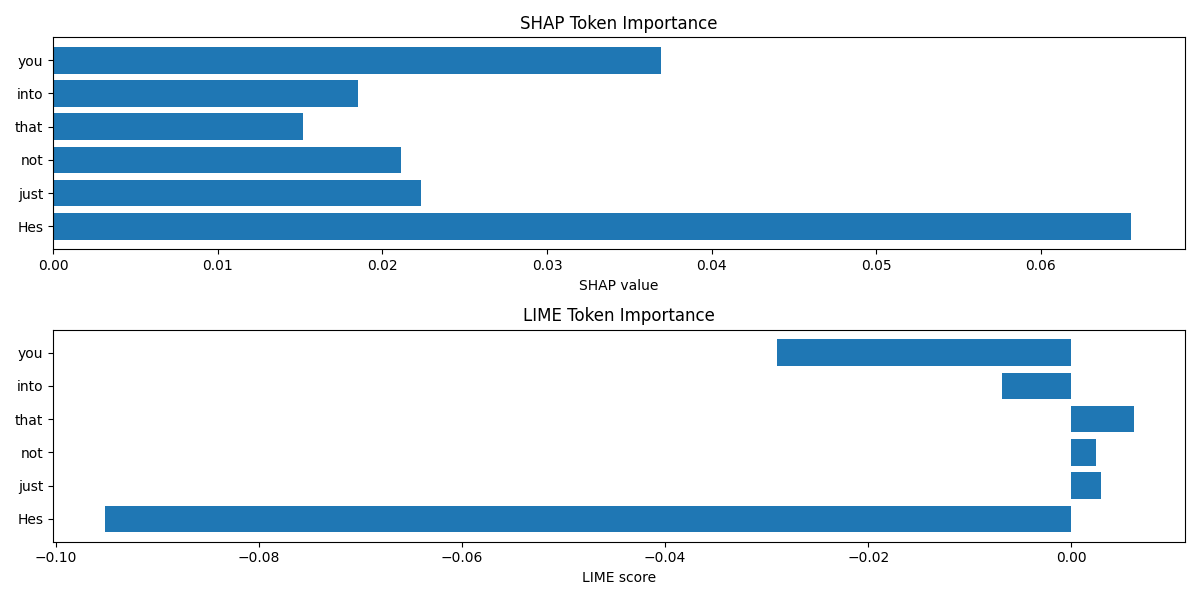 SHAP Token Importance
you
into
that
not
just
Hes
0.00 0.01 0.02 0.03 0.04 0.05 0.06
SHAP value
LIME Token Importance
you
into
that
not
just
Hes
−0.10 −0.08 −0.06 −0.04 −0.02 0.00
LIME score